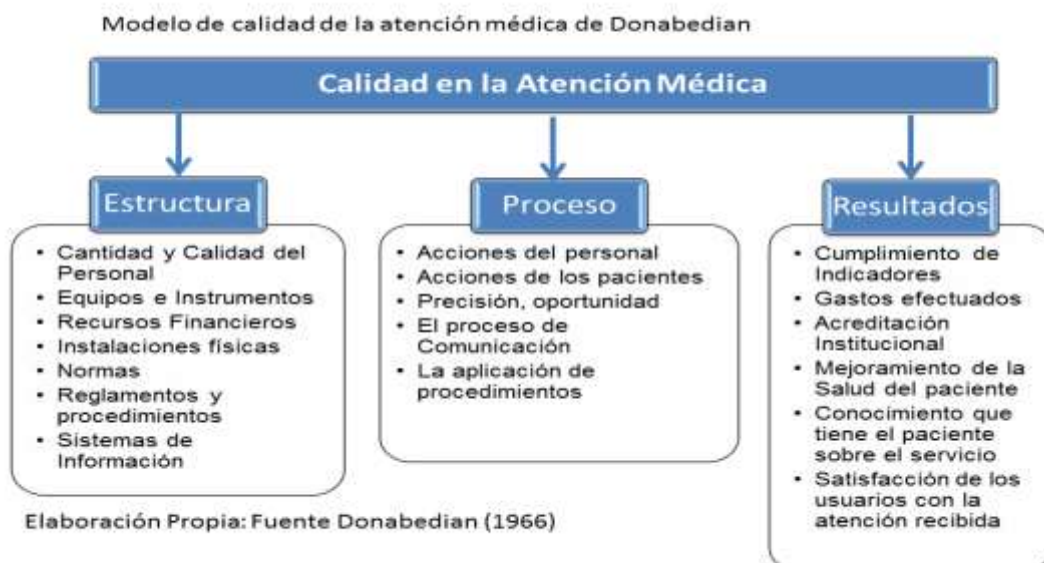 Modelo de calidad de la atención médica de Donabedian
Calidad en la Atención Médica
Estructura
• Cantidad y Calidad del
Personal
• Equipos e Instrumentos
• Recursos Financieros
• Instalaciones físicas
• Normas
• Reglamentos y
procedimientos
• Sistemas de
Información
Proceso
• Acciones del personal
• Acciones de los pacientes
• Precisión, oportunidad
• El proceso de
Comunicación
• La aplicación de
procedimientos
Resultados
• Cumplimiento de
Indicadores
• Gastos efectuados
• Acreditación
Institucional
• Mejoramiento de la
Salud del paciente
• Conocimiento que
tiene el paciente
sobre el servicio
• Satisfacción de los
usuarios con la
atención recibida
Elaboración Propia: Fuente Donabedian (1966)